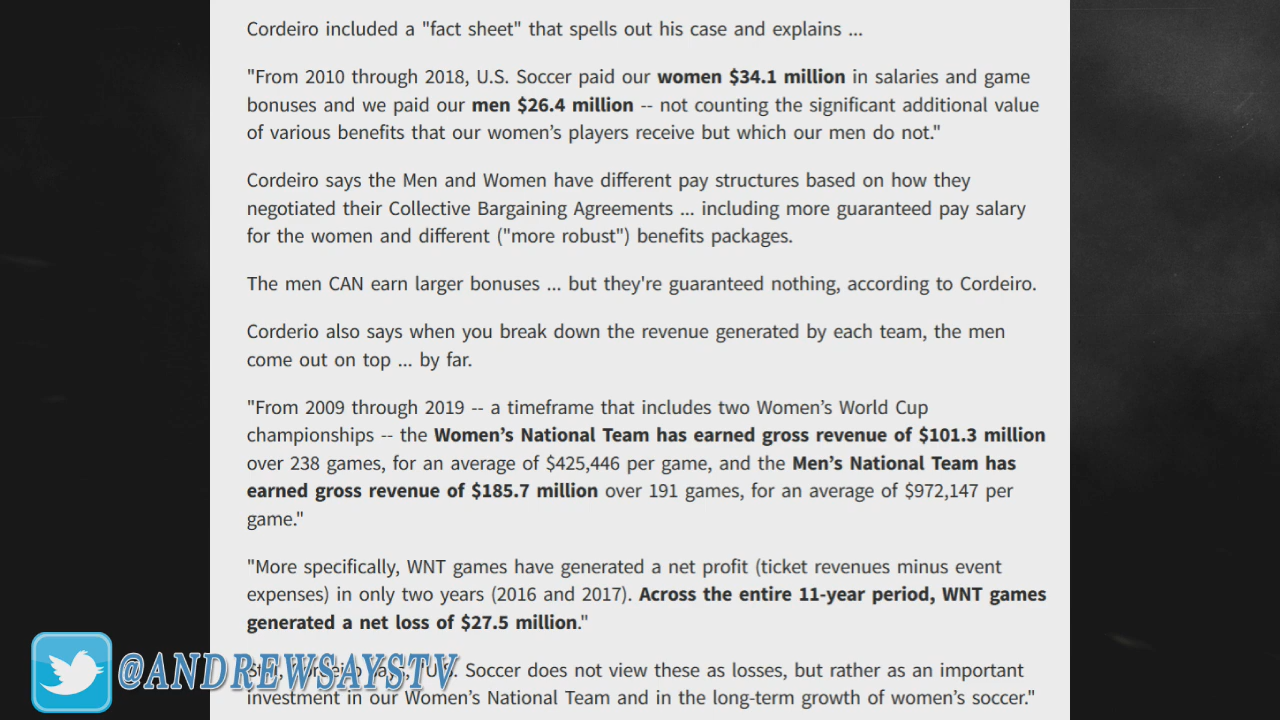 Cordeiro included a "fact sheet" that spells out his case and explains ...
"From 2010 through 2018, U.S. Soccer paid our women $34.1 million in salaries and game
bonuses and we paid our men $26.4 million -- not counting the significant additional value
of various benefits that our women's players receive but which our men do not."
Cordeiro says the Men and Women have different pay structures based on how they
negotiated their Collective Bargaining Agreements ... including more guaranteed pay salary
for the women and different ("more robust") benefits packages.
The men CAN earn larger bonuses ... but they're guaranteed nothing, according to Cordeiro.
Corderio also says when you break down the revenue generated by each team, the men
come out on top ... by far.
"From 2009 through 2019 -- a timeframe that includes two Women's World Cup
championships -- the Women's National Team has earned gross revenue of $101.3 million
over 238 games, for an average of $425,446 per game, and the Men's National Team has
earned gross revenue of $185.7 million over 191 games, for an average of $972,147 per
game."
"More specifically, WNT games have generated a net profit (ticket revenues minus event
expenses) in only two years (2016 and 2017). Across the entire 11-year period, WNT games
generated a net loss of $27.5 million."
Soccer does not view these as losses, but rather as an important
investment in our Women's National Team and in the long-term growth of women's soccer."
@ANDREWSAYSTV